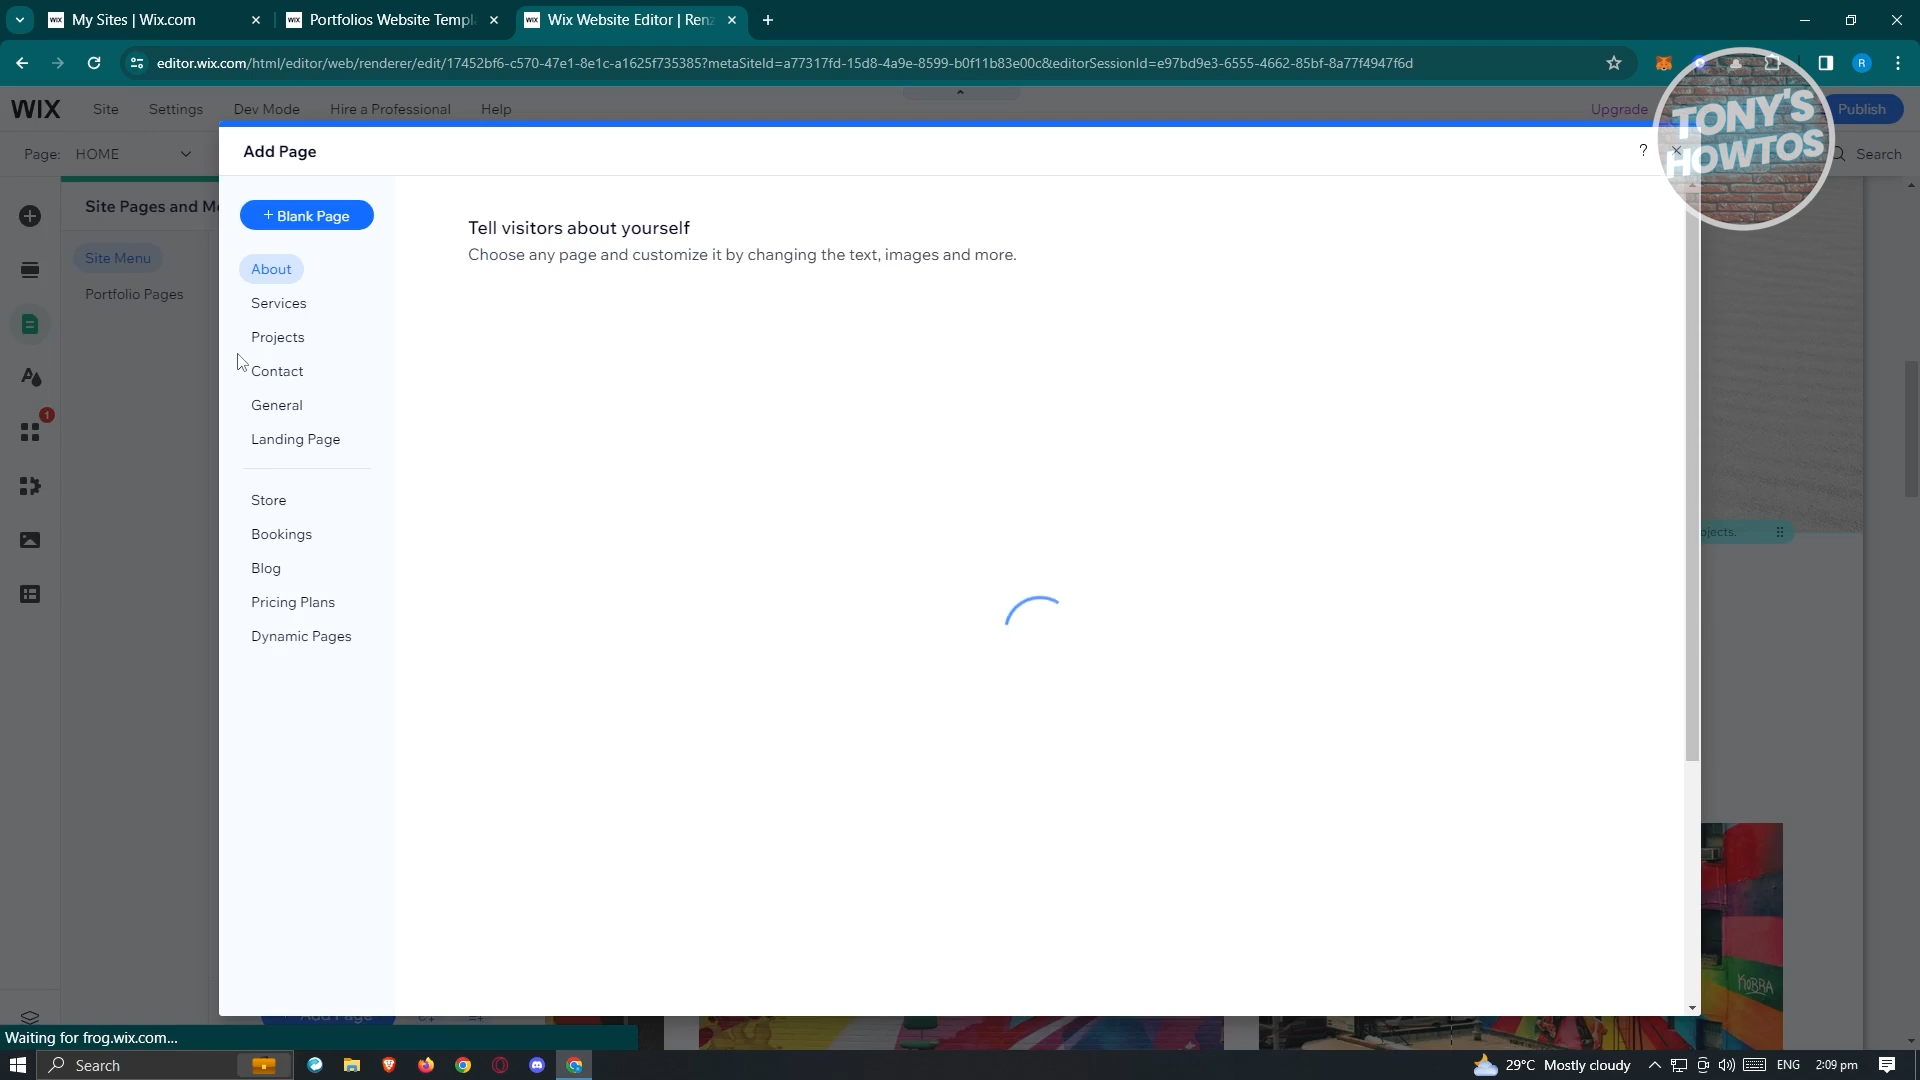 My Sites | Wix.com
Portfolios Website Templ
Wix Website Editor | Renz
editor.wix.com/html/editor/web/renderer/edit/17452bf6-c570-47e1-8e1c-a1625f735385?metaSiteId=a77317fd-15d8-4a9e-8599-b0f11b83e00c&editorSessionId=e97bd9e3-6555-4662-85bf-8a77f4947f6d
R
WIX
Site
Settings
Dev Mode
Hire a Professional
Help
Upgrade
Publish
TONY'S
HOWTOS
Page: HOME
Search
Add Page
?
Site Pages and Me
Site Menu
Portfolio Pages
1
+ Blank Page
About
Services
Projects
Contact
General
Landing Page
Store
Bookings
Blog
Pricing Plans
Dynamic Pages
Tell visitors about yourself
Choose any page and customize it by changing the text, images and more.
ojects.
KOBRA
Add Page
Waiting for frog.wix.com...
Search
29°C Mostly cloudy
ENG
2:09 pm